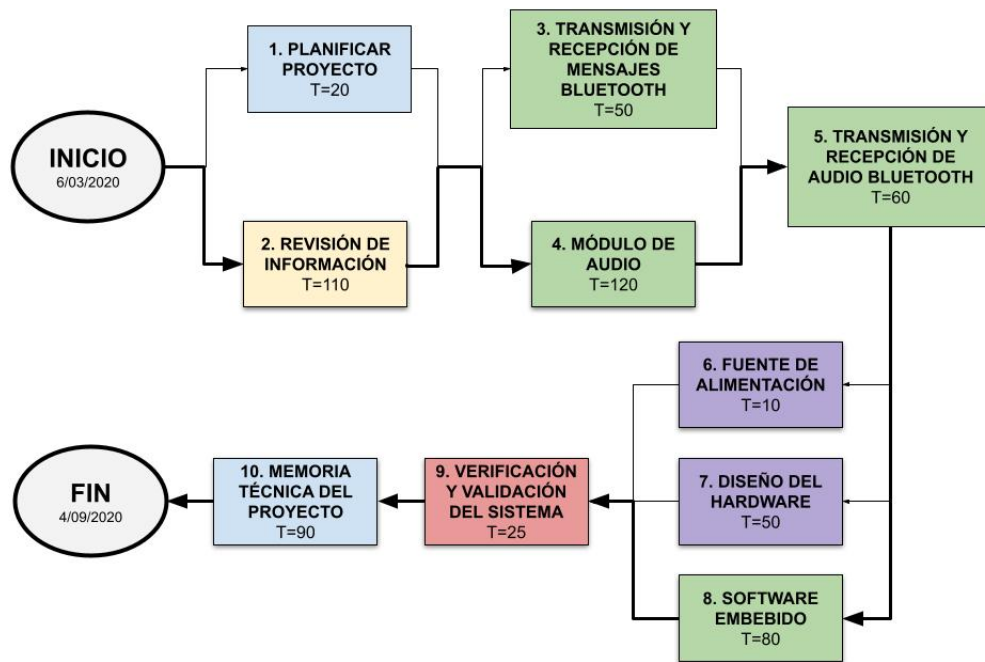 INICIO
6/03/2020
1. PLANIFICAR
PROYECTO
T=20
2. REVISIÓN DE
INFORMACIÓN
T=110
3. TRANSMISIÓN Y
RECEPCIÓN DE
MENSAJES
BLUETOOTH
T=50
4. MÓDULO DE
AUDIO
T=120
5. TRANSMISIÓN Y
RECEPCIÓN DE
AUDIO BLUETOOTH
T=60
6. FUENTE DE
ALIMENTACIÓN
T=10
7. DISEÑO DEL
HARDWARE
T=50
8. SOFTWARE
EMBEBIDO
T=80
9. VERIFICACIÓN
Y VALIDACIÓN
DEL SISTEMA
T=25
10. MEMORIA
TÉCNICA DEL
PROYECTO
T=90
FIN
4/09/2020